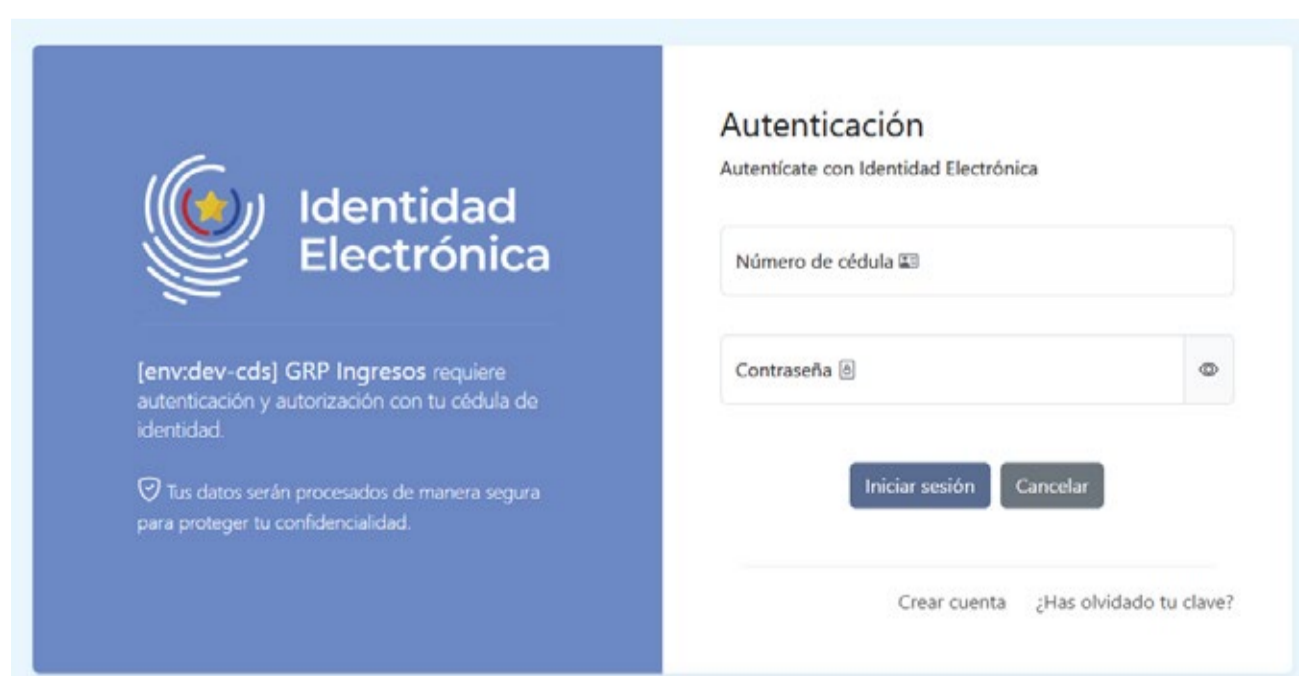 Identidad
Electrónica
[env:dev-cds] GRP Ingresos requiere
autenticación y autorización con tu cédula de
identidad.
Tus datos serán procesados de manera segura
para proteger tu confidencialidad.
Autenticación
Autentícate con Identidad Electrónica
Número de cédula
Contraseña
Iniciar sesión Cancelar
Crear cuenta ¿Has olvidado tu clave?